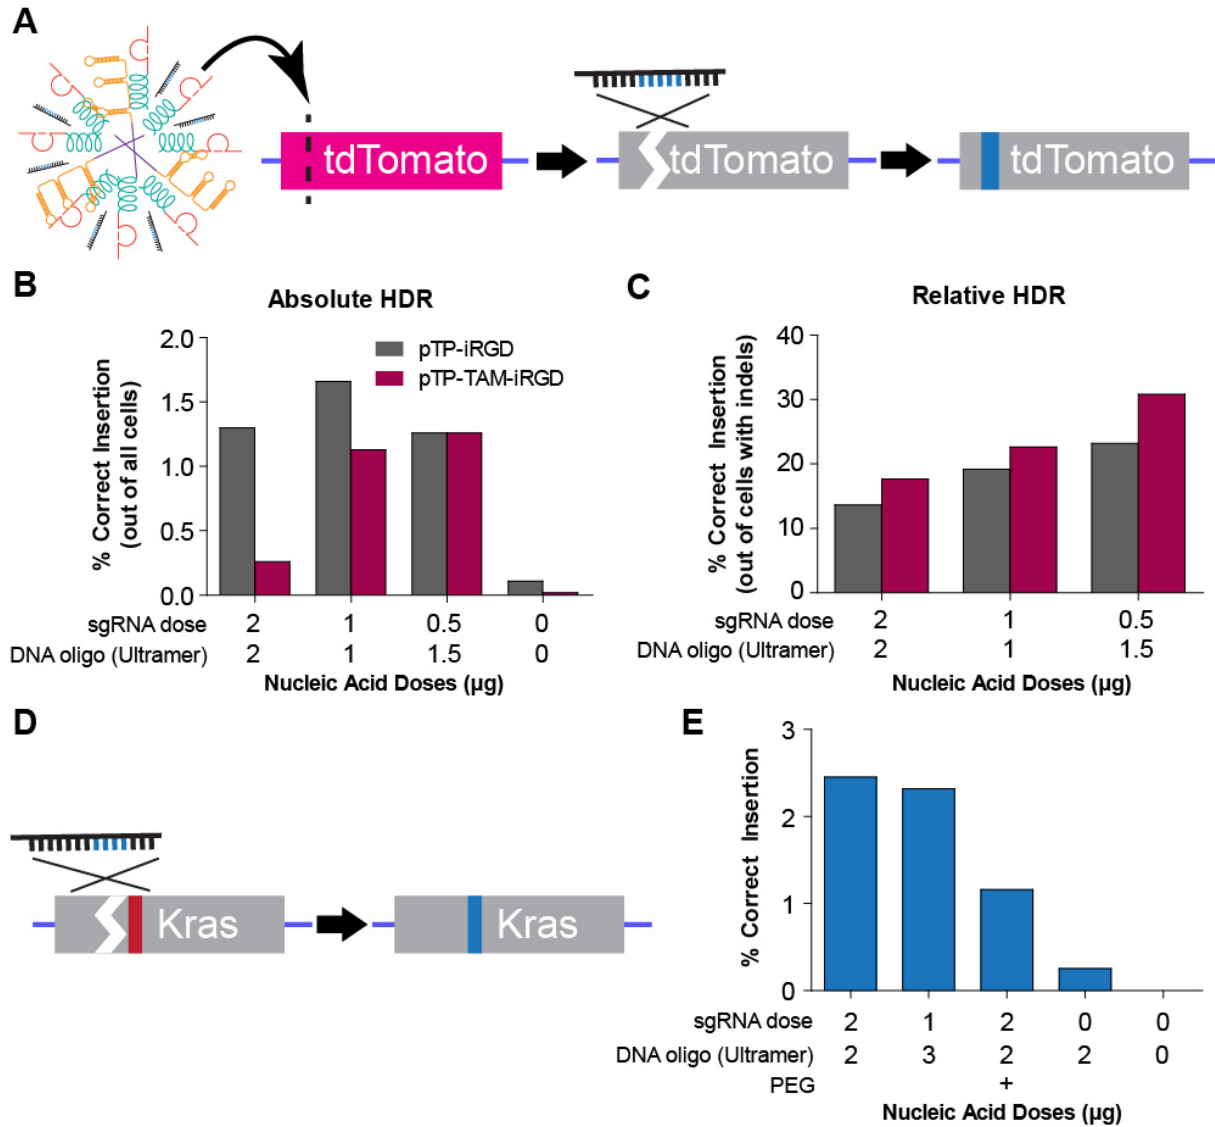 A
tdTomato
tdTomato
tdTomato
B
Absolute HDR
% Correct Insertion
(out of all cells)
2.0
1.5
1.0
0.5
0.0
pTP-iRGD
pTP-TAM-iRGD
sgRNA dose 2 1 0.5 0
DNA oligo (Ultramer) 2 1 1.5 0
Nucleic Acid Doses (µg)
C
Relative HDR
% Correct Insertion
(out of cells with indels)
40
30
20
10
0
sgRNA dose 2 1 0.5
DNA oligo (Ultramer) 2 1 1.5
Nucleic Acid Doses (µg)
D
Kras
Kras
E
% Correct Insertion
3
2
1
0
sgRNA dose 2 1 2 0 0
DNA oligo (Ultramer) 2 3 2 2 0
PEG +
Nucleic Acid Doses (µg)